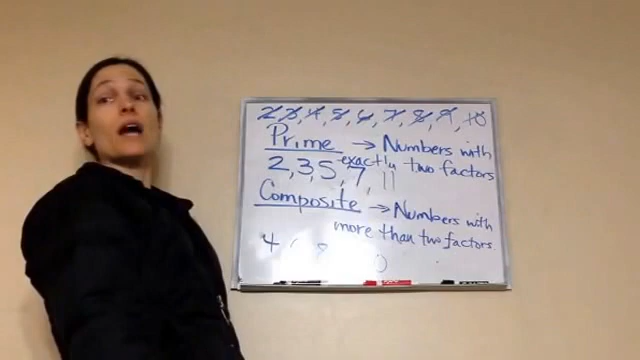 2, 3, 4, 5, 6, 7, 8, 9, 10
Prime → Numbers with
exactly two factors
2, 3, 5, 7, 11
Composite → Numbers with
more than two factors
4